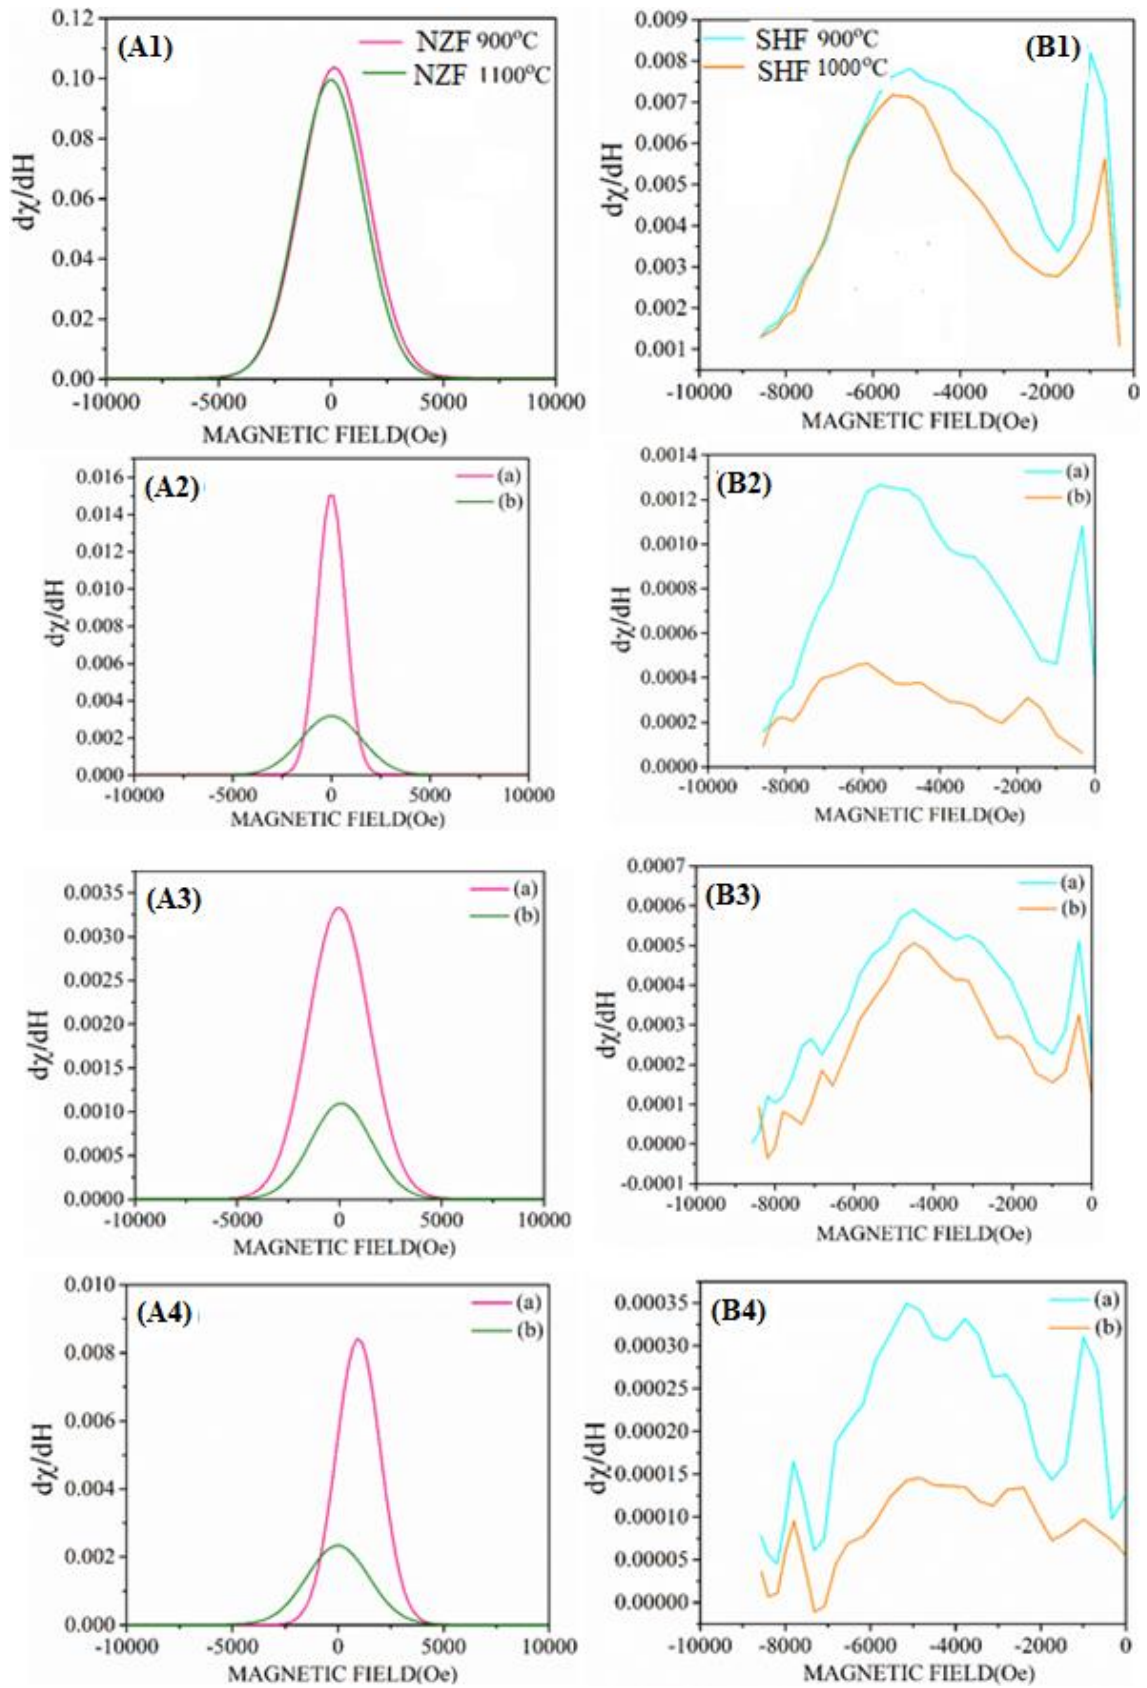 (A1)
NZF 900°C
NZF 1100°C
0.12
0.10
0.08
0.06
0.04
0.02
0.00
dχ/dH
-10000 -5000 0 5000 10000
MAGNETIC FIELD(Oe)
SHF 900°C
SHF 1000°C
(B1)
0.009
0.008
0.007
0.006
0.005
0.004
0.003
0.002
0.001
dχ/dH
-10000 -8000 -6000 -4000 -2000 0
MAGNETIC FIELD(Oe)
(A2)
(a)
(b)
0.016
0.014
0.012
0.010
0.008
0.006
0.004
0.002
0.000
dχ/dH
-10000 -5000 0 5000 10000
MAGNETIC FIELD(Oe)
(B2)
(a)
(b)
0.0014
0.0012
0.0010
0.0008
0.0006
0.0004
0.0002
0.0000
dχ/dH
-10000 -8000 -6000 -4000 -2000 0
MAGNETIC FIELD(Oe)
(A3)
(a)
(b)
0.0035
0.0030
0.0025
0.0020
0.0015
0.0010
0.0005
0.0000
dχ/dH
-10000 -5000 0 5000 10000
MAGNETIC FIELD(Oe)
(B3)
(a)
(b)
0.0007
0.0006
0.0005
0.0004
0.0003
0.0002
0.0001
0.0000
-0.0001
dχ/dH
-10000 -8000 -6000 -4000 -2000 0
MAGNETIC FIELD(Oe)
(A4)
(a)
(b)
0.010
0.008
0.006
0.004
0.002
0.000
dχ/dH
-10000 -5000 0 5000 10000
MAGNETIC FIELD(Oe)
(B4)
(a)
(b)
0.00035
0.00030
0.00025
0.00020
0.00015
0.00010
0.00005
0.00000
dχ/dH
-10000 -8000 -6000 -4000 -2000 0
MAGNETIC FIELD(Oe)